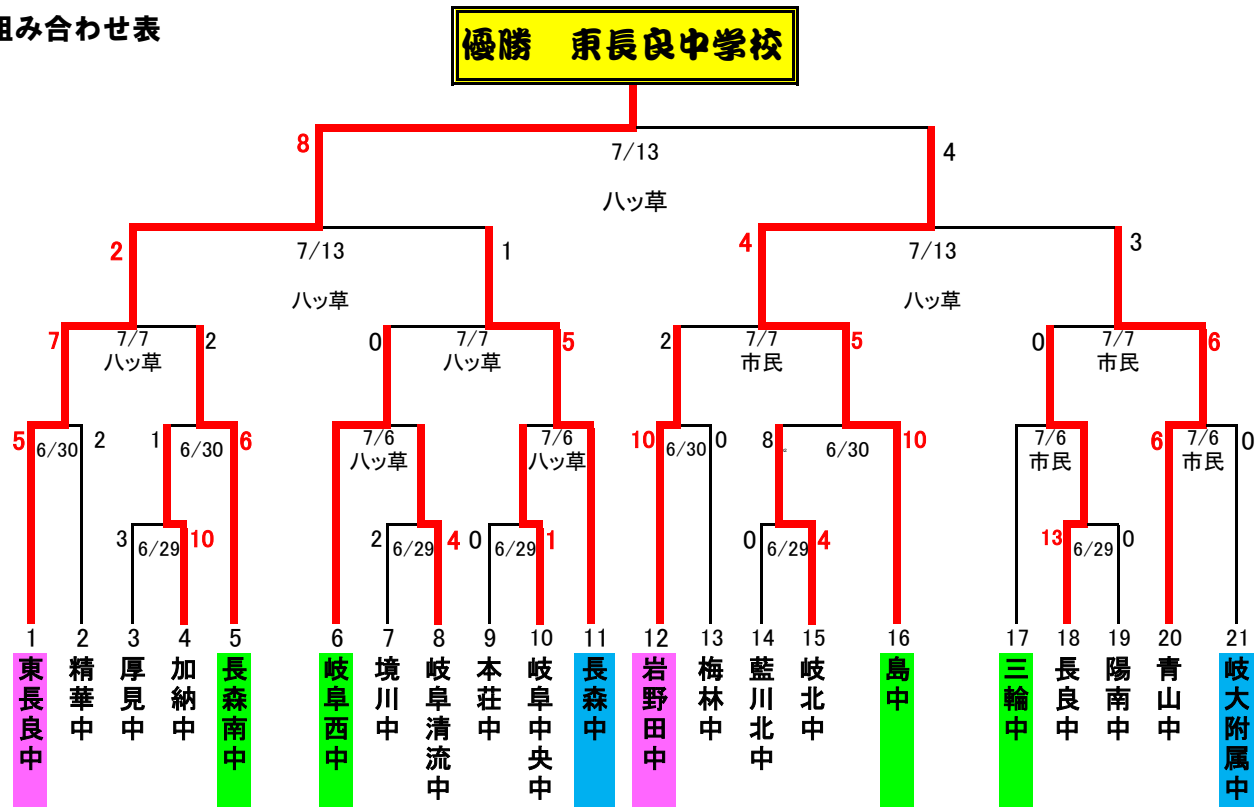 組み合わせ表
優勝　東長良中学校
8
7/13
4
八ッ草
2
7/13
1
4
7/13
3
八ッ草
八ッ草
7
7/7
2
0
7/7
5
2
7/7
5
0
7/7
6
八ッ草
八ッ草
市民
市民
5
6/30
2
1
6/30
6
7/6
7/6
10
6/30
0
8
6/30
10
7/6
6
7/6
0
八ッ草
八ッ草
市民
市民
3
6/29
10
2
6/29
4
0
6/29
1
0
6/29
4
13
6/29
0
1
2
3
4
5
6
7
8
9
10
11
12
13
14
15
16
17
18
19
20
21
東長良中
精華中
厚見中
加納中
長森南中
岐阜西中
境川中
岐阜清流中
本荘中
岐阜中央中
長森中
岩野田中
梅林中
藍川北中
岐北中
島中
三輪中
長良中
陽南中
青山中
岐大附属中